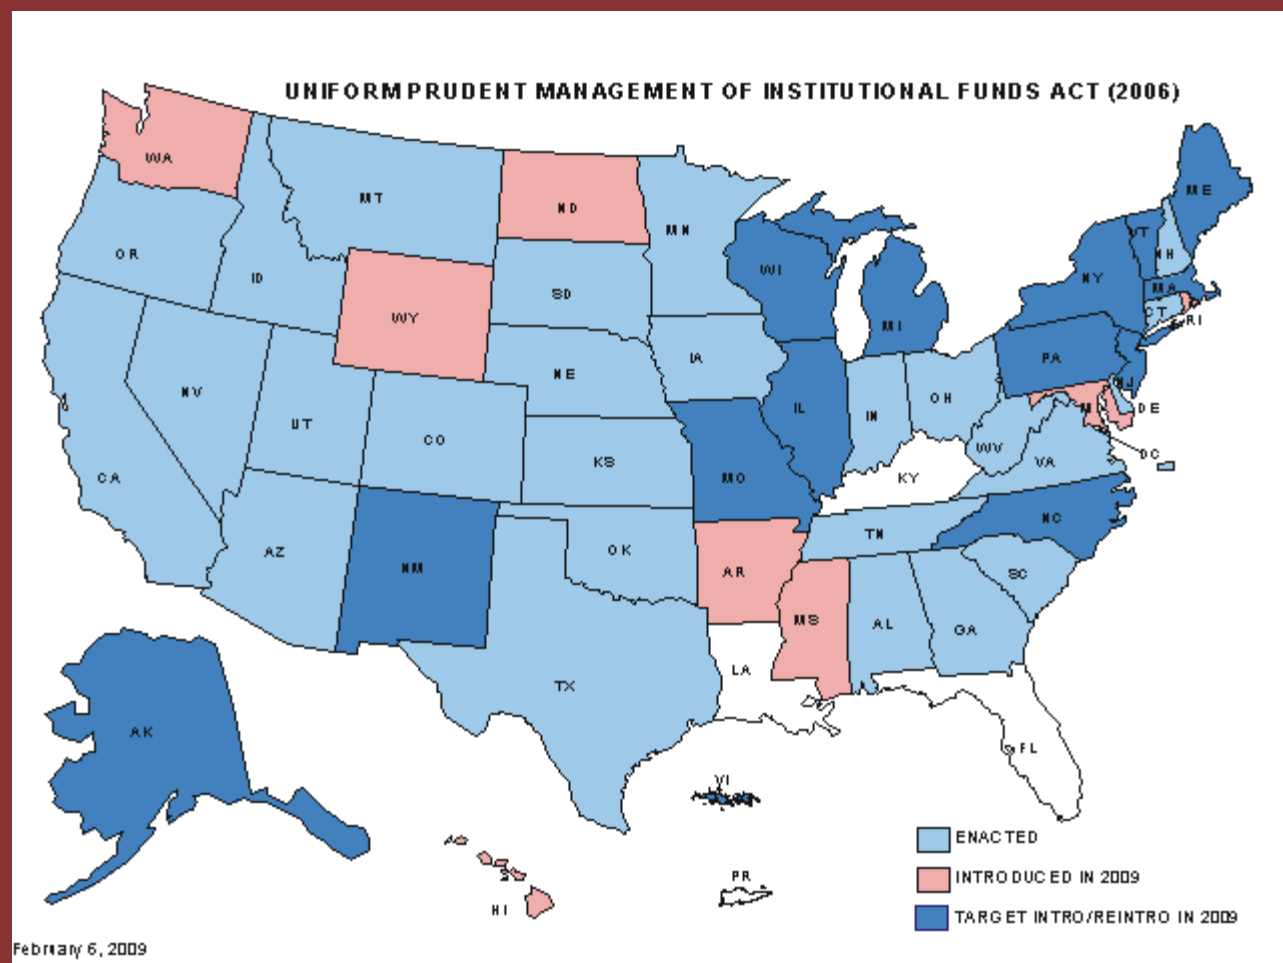 UNIFORM PRUDENT MANAGEMENT OF INSTITUTIONAL FUNDS ACT (2006)
WA
MT
ND
MN
ME
VT
NH
OR
ID
SD
WI
NY
MA
WY
MI
CT
RI
IA
PA
NE
NJ
NV
UT
CO
IL
IN
OH
M
DE
KS
WV
VA
DC
CA
MO
KY
NC
AZ
NM
OK
TN
AR
SC
MS
AL
GA
LA
TX
AK
FL
VI
ENACTED
PR
INTRODUCED IN 2009
HI
TARGET INTRO/REINTRO IN 2009
February 6, 2009